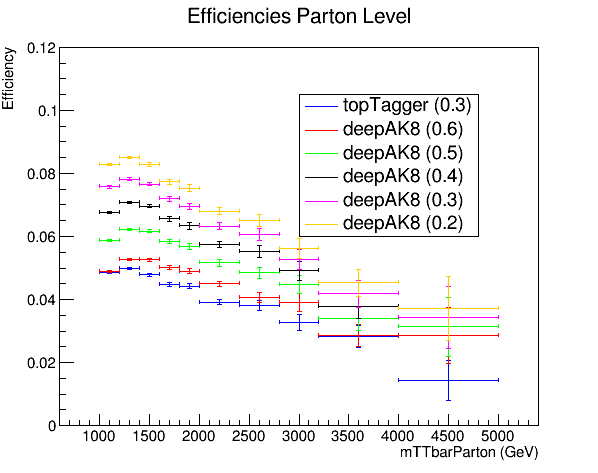 Efficiencies Parton Level
Efficiency
0.12
0.1
0.08
0.06
0.04
0.02
0
topTagger (0.3)
deepAK8 (0.6)
deepAK8 (0.5)
deepAK8 (0.4)
deepAK8 (0.3)
deepAK8 (0.2)
1000 1500 2000 2500 3000 3500 4000 4500 5000
mTTbarParton (GeV)